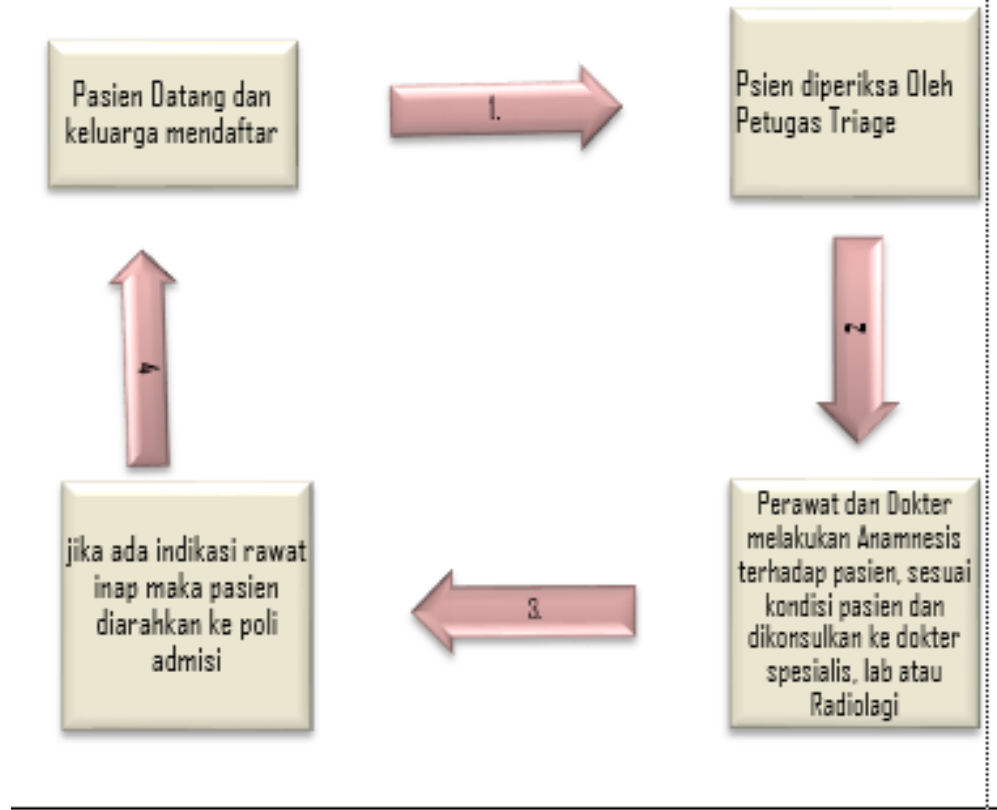 Pasien Datang dan
keluarga mendaftar
1.
Psien diperiksa Oleh
Petugas Triage
2
Perawat dan Dokter
melakukan Anamnesis
terhadap pasien, sesuai
kondisi pasien dan
dikonsulkan ke dokter
spesialis, lab atau
Radiolagi
3.
jika ada indikasi rawat
inap maka pasien
diarahkan ke poli
admisi
4